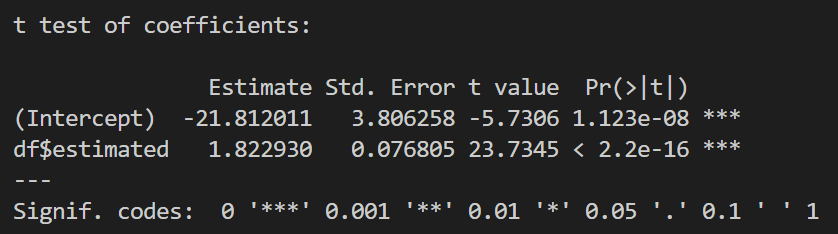 t test of coefficients:
Estimate Std. Error t value Pr(>|t|)
(Intercept) -21.812011 3.806258 -5.7306 1.123e-08 ***
df$estimated 1.822930 0.076805 23.7345 < 2.2e-16 ***
---
Signif. codes: 0 '***' 0.001 '**' 0.01 '*' 0.05 '.' 0.1 ' ' 1